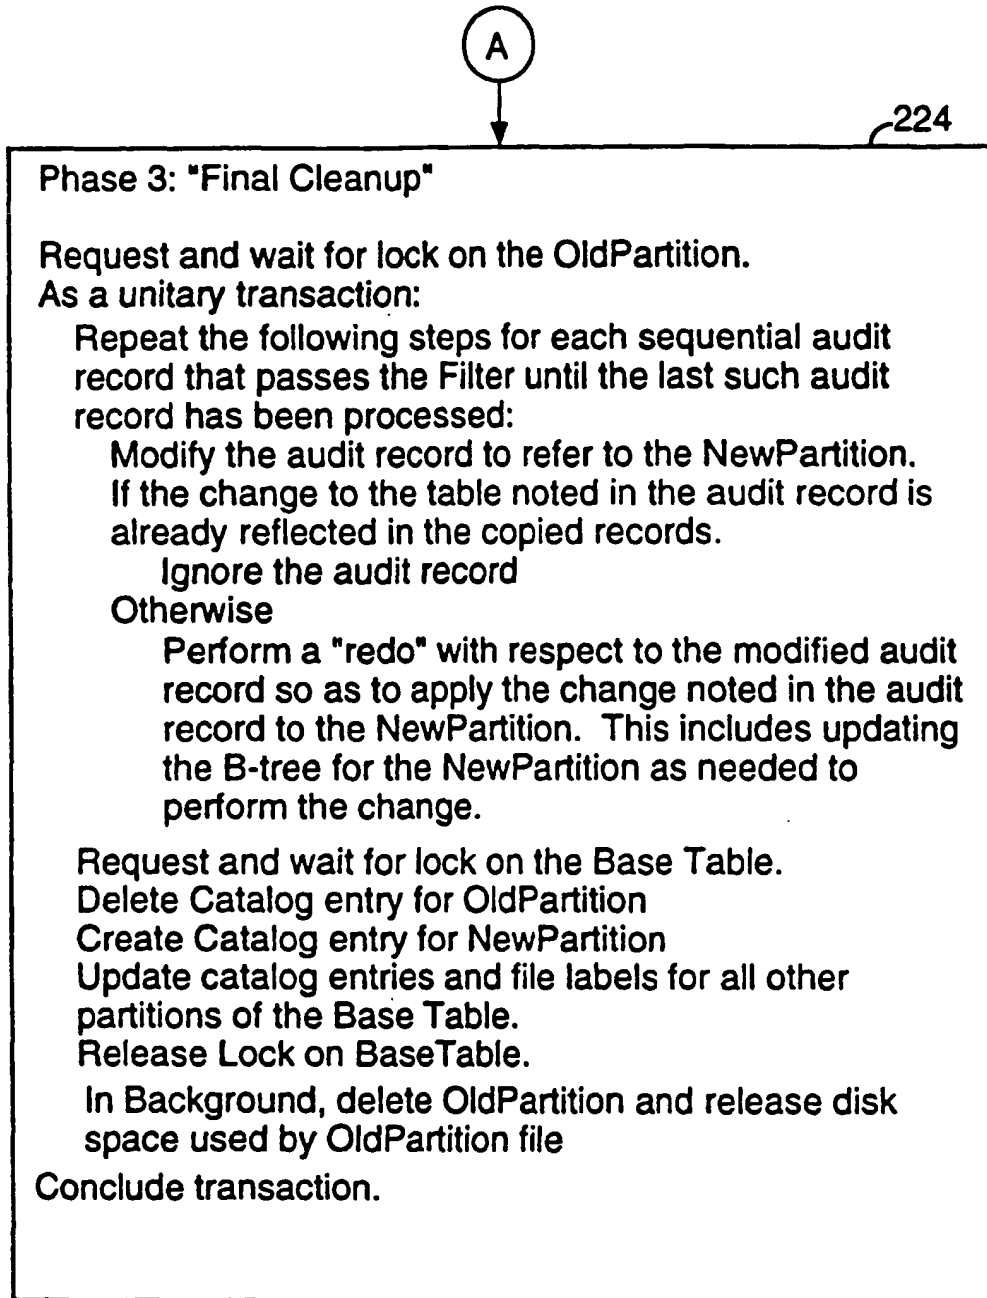 A
224
Phase 3: "Final Cleanup"
Request and wait for lock on the OldPartition.
As a unitary transaction:
Repeat the following steps for each sequential audit
record that passes the Filter until the last such audit
record has been processed:
Modify the audit record to refer to the NewPartition.
If the change to the table noted in the audit record is
already reflected in the copied records.
Ignore the audit record
Otherwise
Perform a "redo" with respect to the modified audit
record so as to apply the change noted in the audit
record to the NewPartition. This includes updating
the B-tree for the NewPartition as needed to
perform the change.
Request and wait for lock on the Base Table.
Delete Catalog entry for OldPartition
Create Catalog entry for NewPartition
Update catalog entries and file labels for all other
partitions of the Base Table.
Release Lock on BaseTable.
In Background, delete OldPartition and release disk
space used by OldPartition file
Conclude transaction.